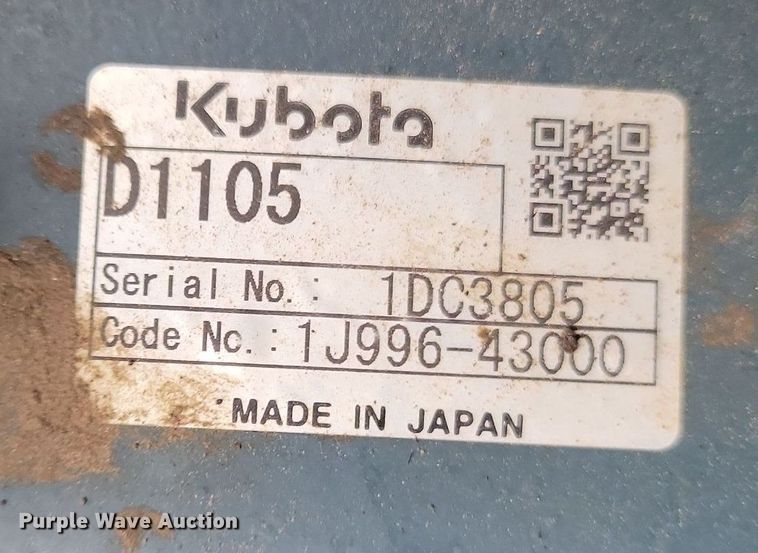 Kubota
D1105
Serial No. : 1DC3805
Code No. : 1J996-43000
MADE IN JAPAN
Purple Wave Auction